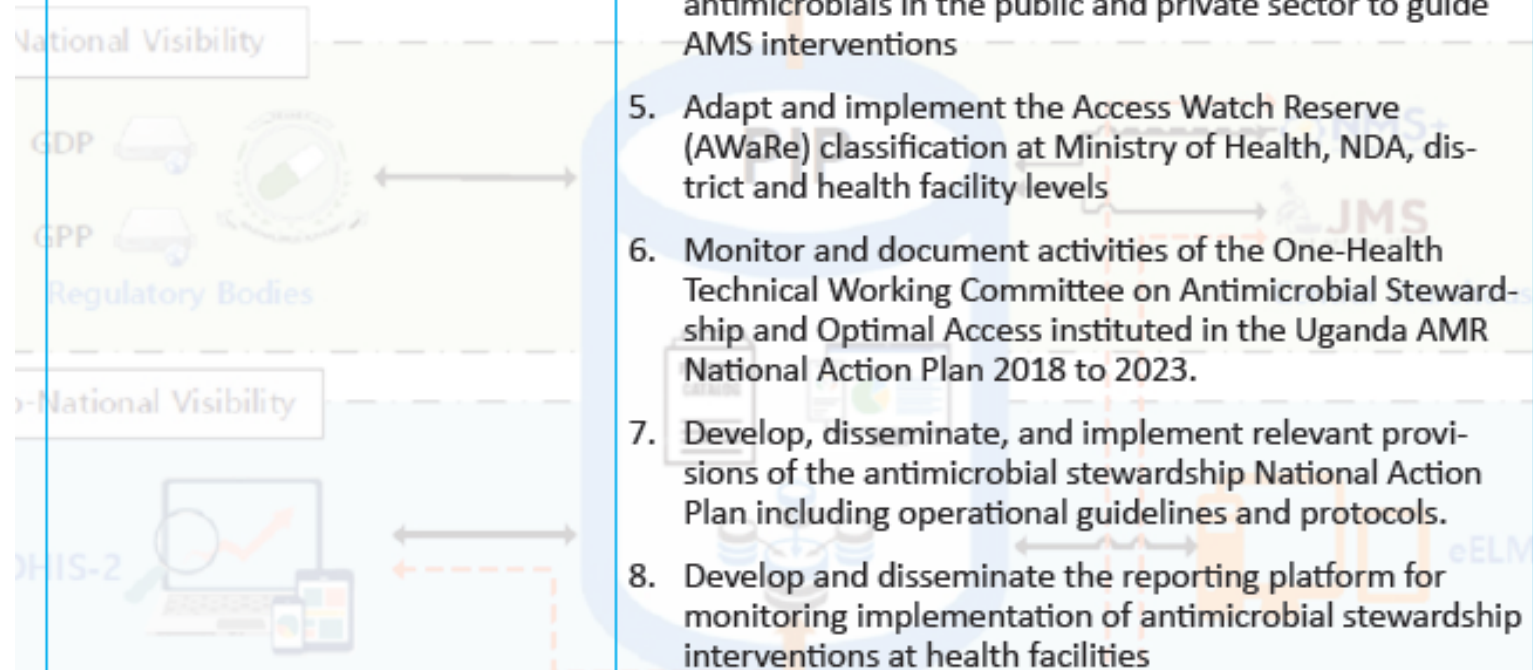 antimicrobials in the public and private sector to guide
AMS interventions
5. Adapt and implement the Access Watch Reserve
(AWaRe) classification at Ministry of Health, NDA, dis-
trict and health facility levels
6. Monitor and document activities of the One-Health
Technical Working Committee on Antimicrobial Steward-
ship and Optimal Access instituted in the Uganda AMR
National Action Plan 2018 to 2023.
7. Develop, disseminate, and implement relevant provi-
sions of the antimicrobial stewardship National Action
Plan including operational guidelines and protocols.
8. Develop and disseminate the reporting platform for
monitoring implementation of antimicrobial stewardship
interventions at health facilities
National Visibility
GDP
GPP
Regulatory Bodies
-National Visibility
DHIS-2
PIP
NMS+
JMS
CATALOG
eELM